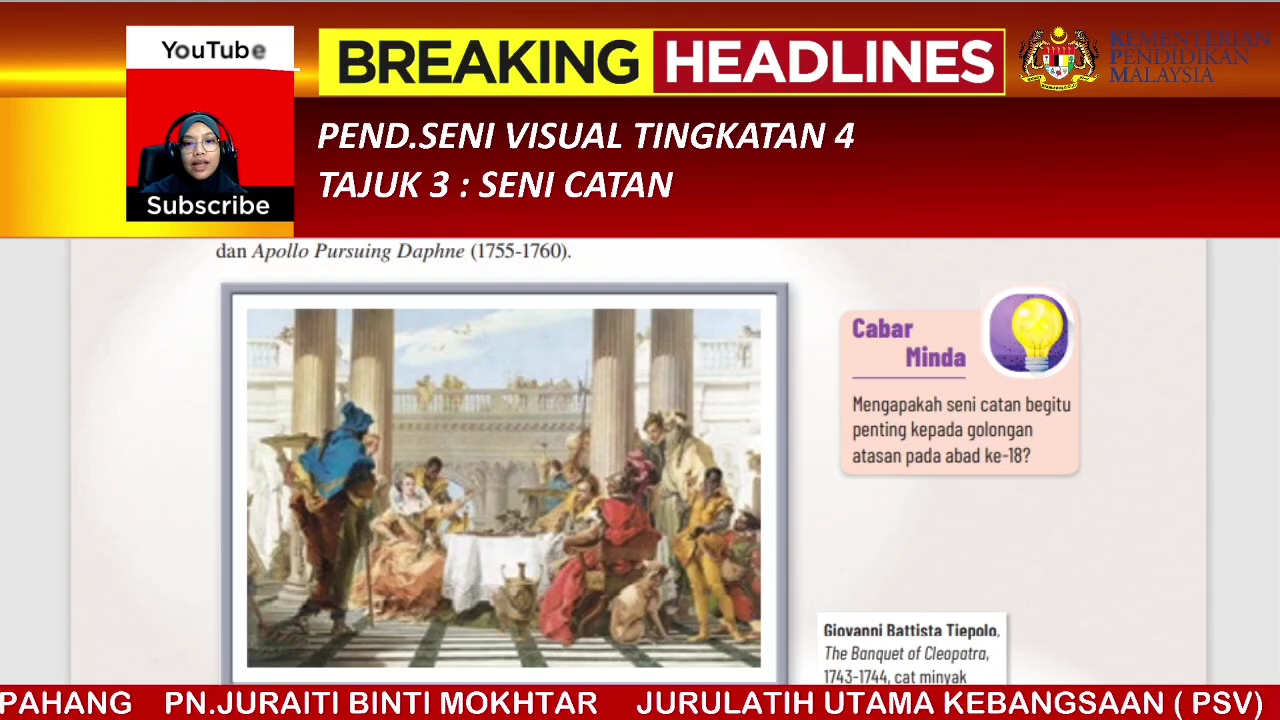 YouTube
BREAKING HEADLINES
KEMENTERIAN
PENDIDIKAN
MALAYSIA
PEND.SENI VISUAL TINGKATAN 4
TAJUK 3 : SENI CATAN
Subscribe
dan Apollo Pursuing Daphne (1755-1760).
Cabar
Minda
Mengapakah seni catan begitu
penting kepada golongan
atasan pada abad ke-18?
Giovanni Battista Tiepolo,
The Banquet of Cleopatra,
1743-1744, cat minyak
PAHANG PN.JURAITI BINTI MOKHTAR JURULATIH UTAMA KEBANGSAAN ( PSV)